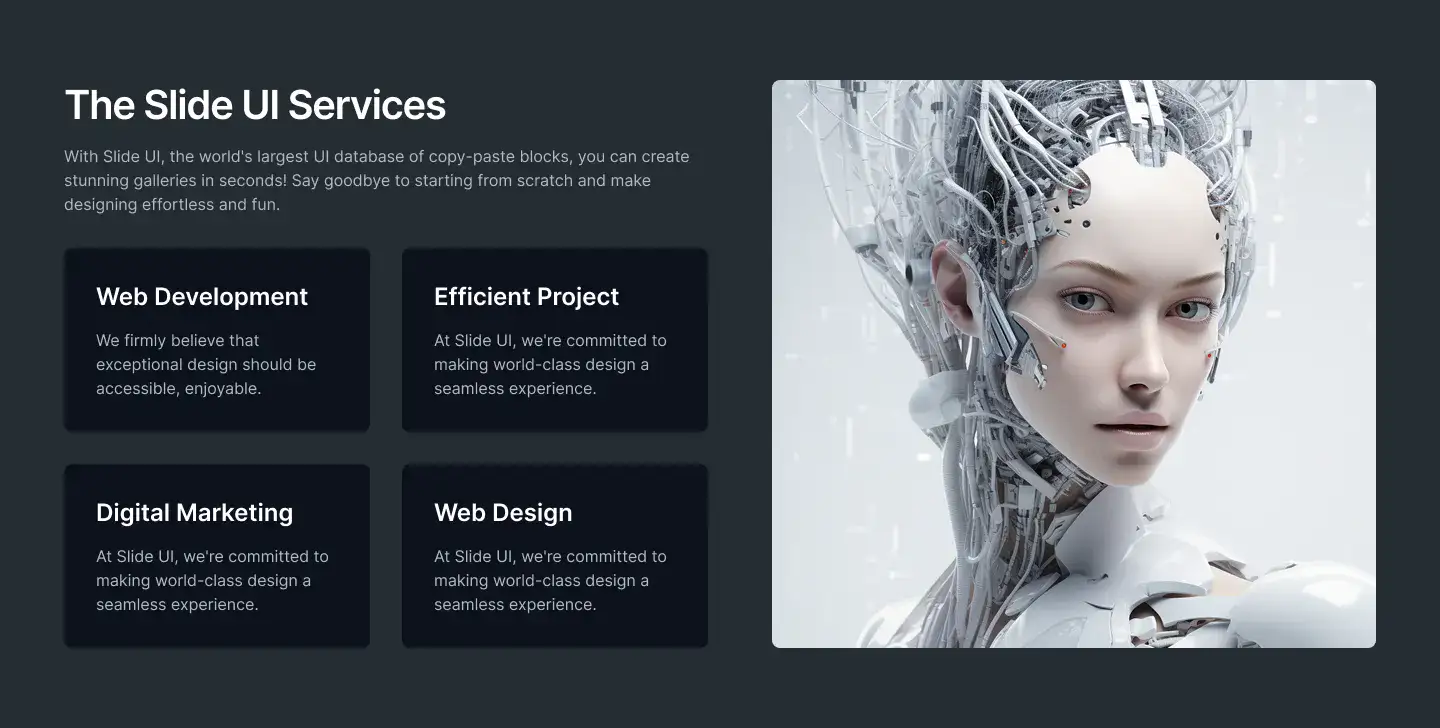 The Slide UI Services
With Slide UI, the world's largest UI database of copy-paste blocks, you can create
stunning galleries in seconds! Say goodbye to starting from scratch and make
designing effortless and fun.
Web Development
We firmly believe that
exceptional design should be
accessible, enjoyable.
Efficient Project
At Slide UI, we're committed to
making world-class design a
seamless experience.
Digital Marketing
At Slide UI, we're committed to
making world-class design a
seamless experience.
Web Design
At Slide UI, we're committed to
making world-class design a
seamless experience.